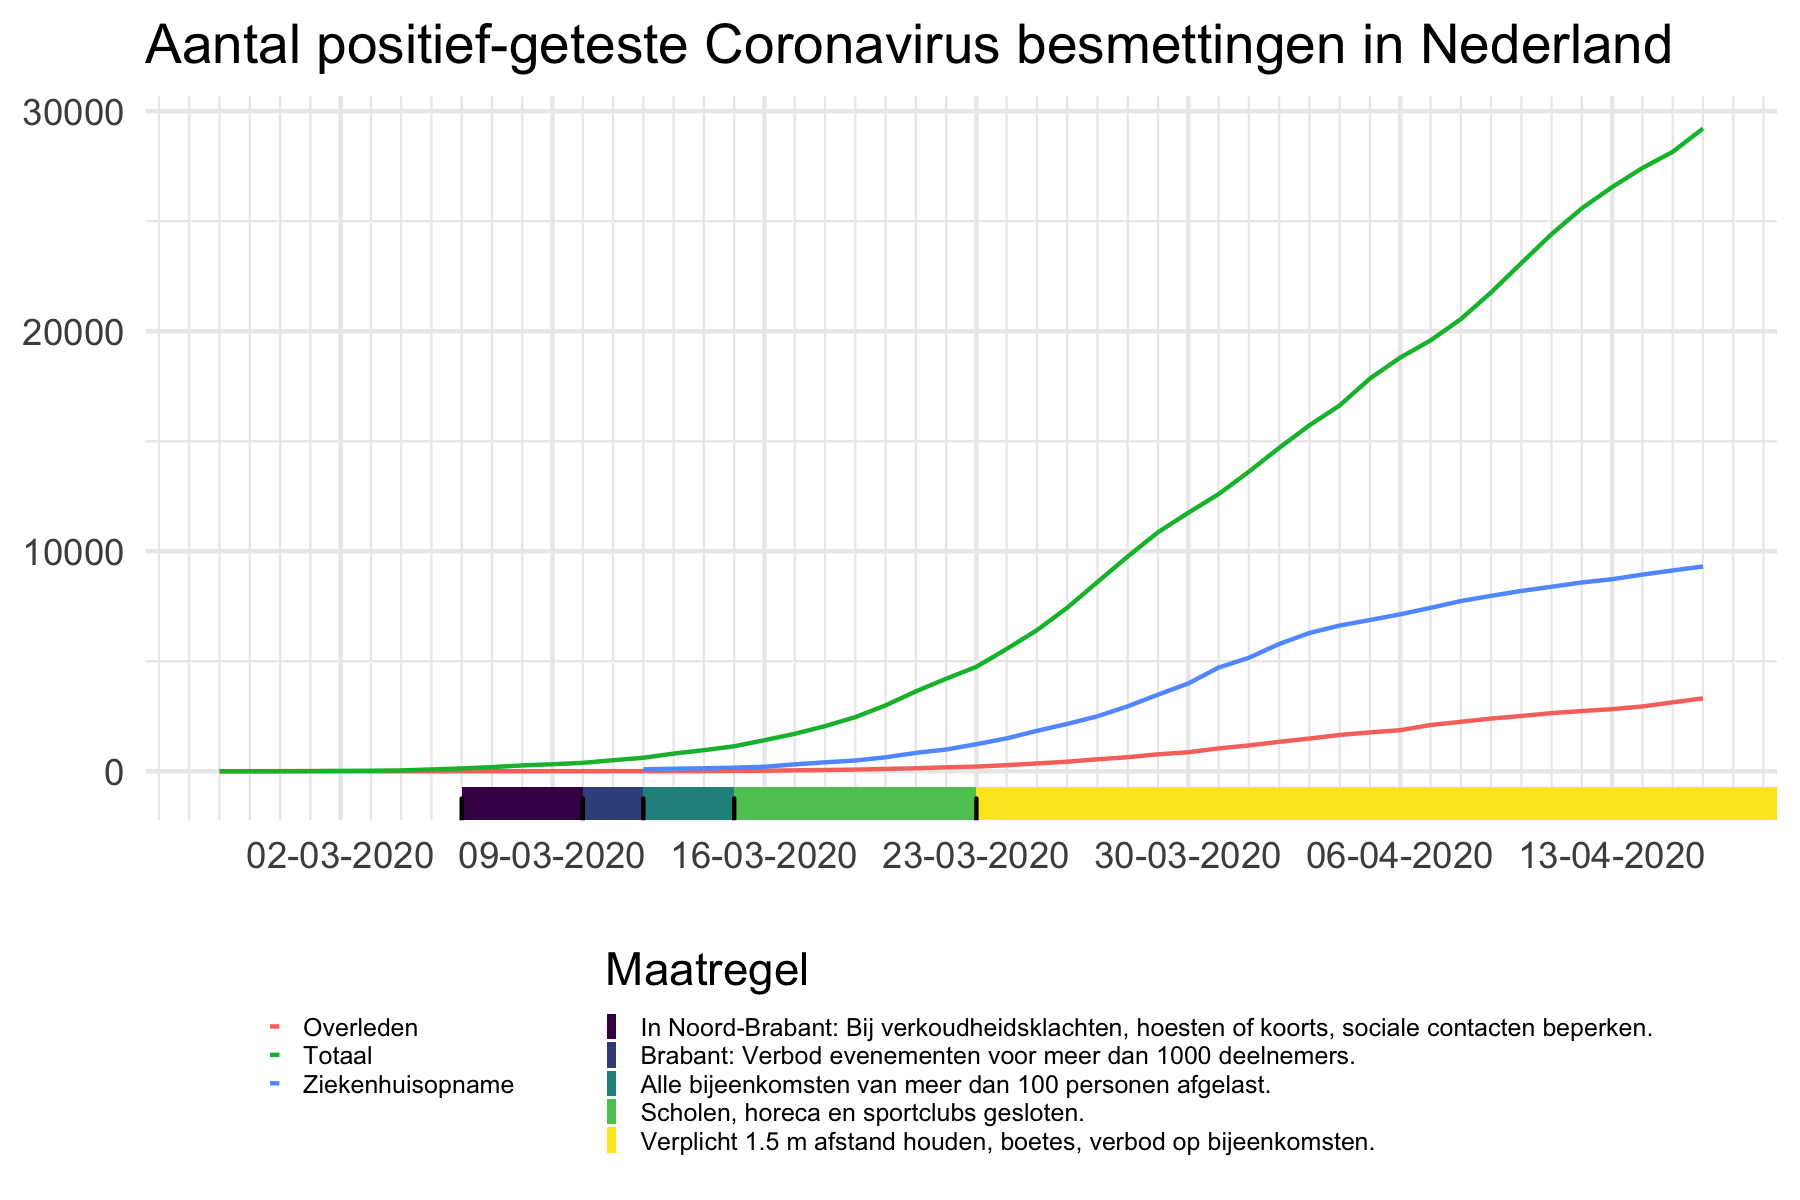 Aantal positief-geteste Coronavirus besmettingen in Nederland
30000
20000
10000
0
02-03-2020 09-03-2020 16-03-2020 23-03-2020 30-03-2020 06-04-2020 13-04-2020
Overleden
Totaal
Ziekenhuisopname
Maatregel
In Noord-Brabant: Bij verkoudheidsklachten, hoesten of koorts, sociale contacten beperken.
Brabant: Verbod evenementen voor meer dan 1000 deelnemers.
Alle bijeenkomsten van meer dan 100 personen afgelast.
Scholen, horeca en sportclubs gesloten.
Verplicht 1.5 m afstand houden, boetes, verbod op bijeenkomsten.